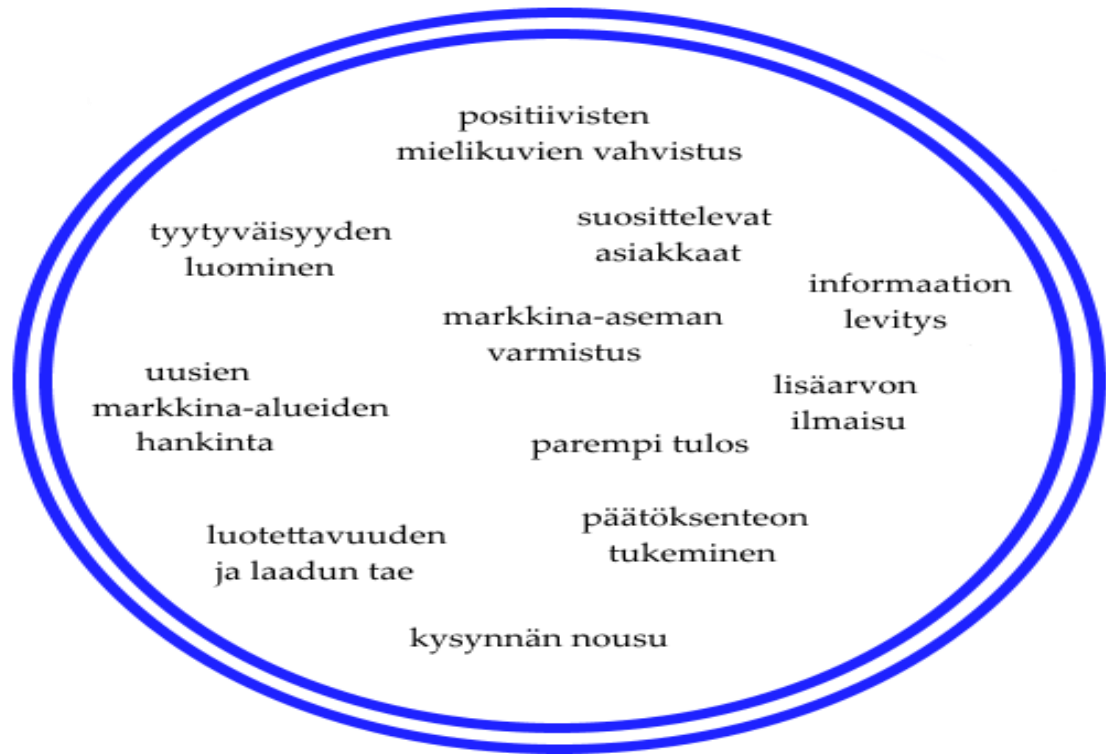 positiivisten
mielikuvien vahvistus
tyytyväisyyden
luominen
suosittelevat
asiakkaat
informaation
levitys
markkina-aseman
varmistus
uusien
markkina-alueiden
hankinta
lisäarvon
ilmaisu
parempi tulos
luotettavuuden
ja laadun tae
päätöksenteon
tukeminen
kysynnän nousu